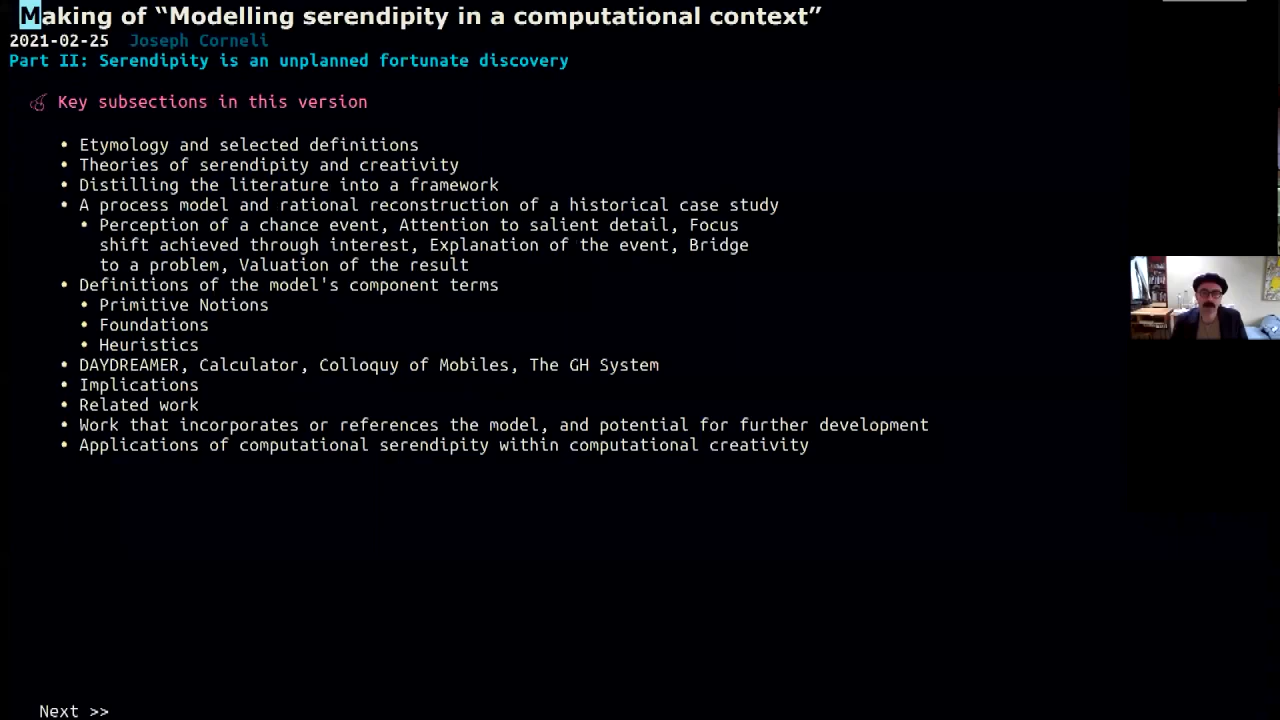 Making of “Modelling serendipity in a computational context”
2021-02-25 Joseph Corneli
Part II: Serendipity is an unplanned fortunate discovery
Key subsections in this version
• Etymology and selected definitions
• Theories of serendipity and creativity
• Distilling the literature into a framework
• A process model and rational reconstruction of a historical case study
• Perception of a chance event, Attention to salient detail, Focus
shift achieved through interest, Explanation of the event, Bridge
to a problem, Valuation of the result
• Definitions of the model's component terms
• Primitive Notions
• Foundations
• Heuristics
• DAYDREAMER, Calculator, Colloquy of Mobiles, The GH System
• Implications
• Related work
• Work that incorporates or references the model, and potential for further development
• Applications of computational serendipity within computational creativity
Next >>